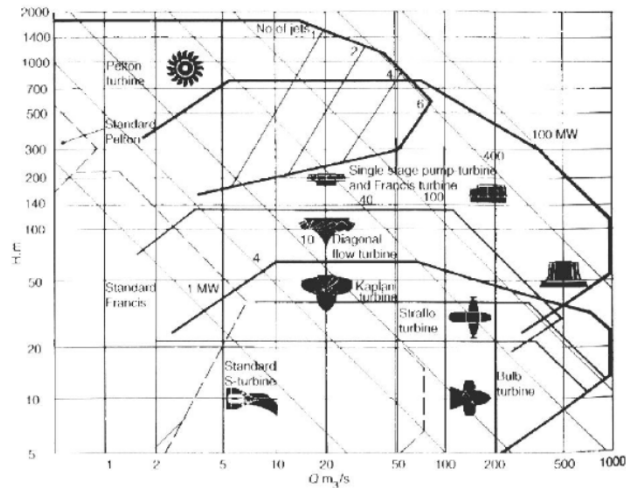 2000
1400
1000
700
500
300
200
140
100
50
20
10
5
H.m
No of jets
1
2
4
6
Pelton
turbine
Standard
Pelton
100 MW
400
Single stage pump-turbine
and Francis turbine
40
100
10
Diagonal
flow turbine
4
Standard
Francis
1 MW
Kaplan
turbine
Straflo
turbine
Standard
S-turbine
Bulb
turbine
1
2
5
10
20
50
100
200
500
1000
Q m3/s